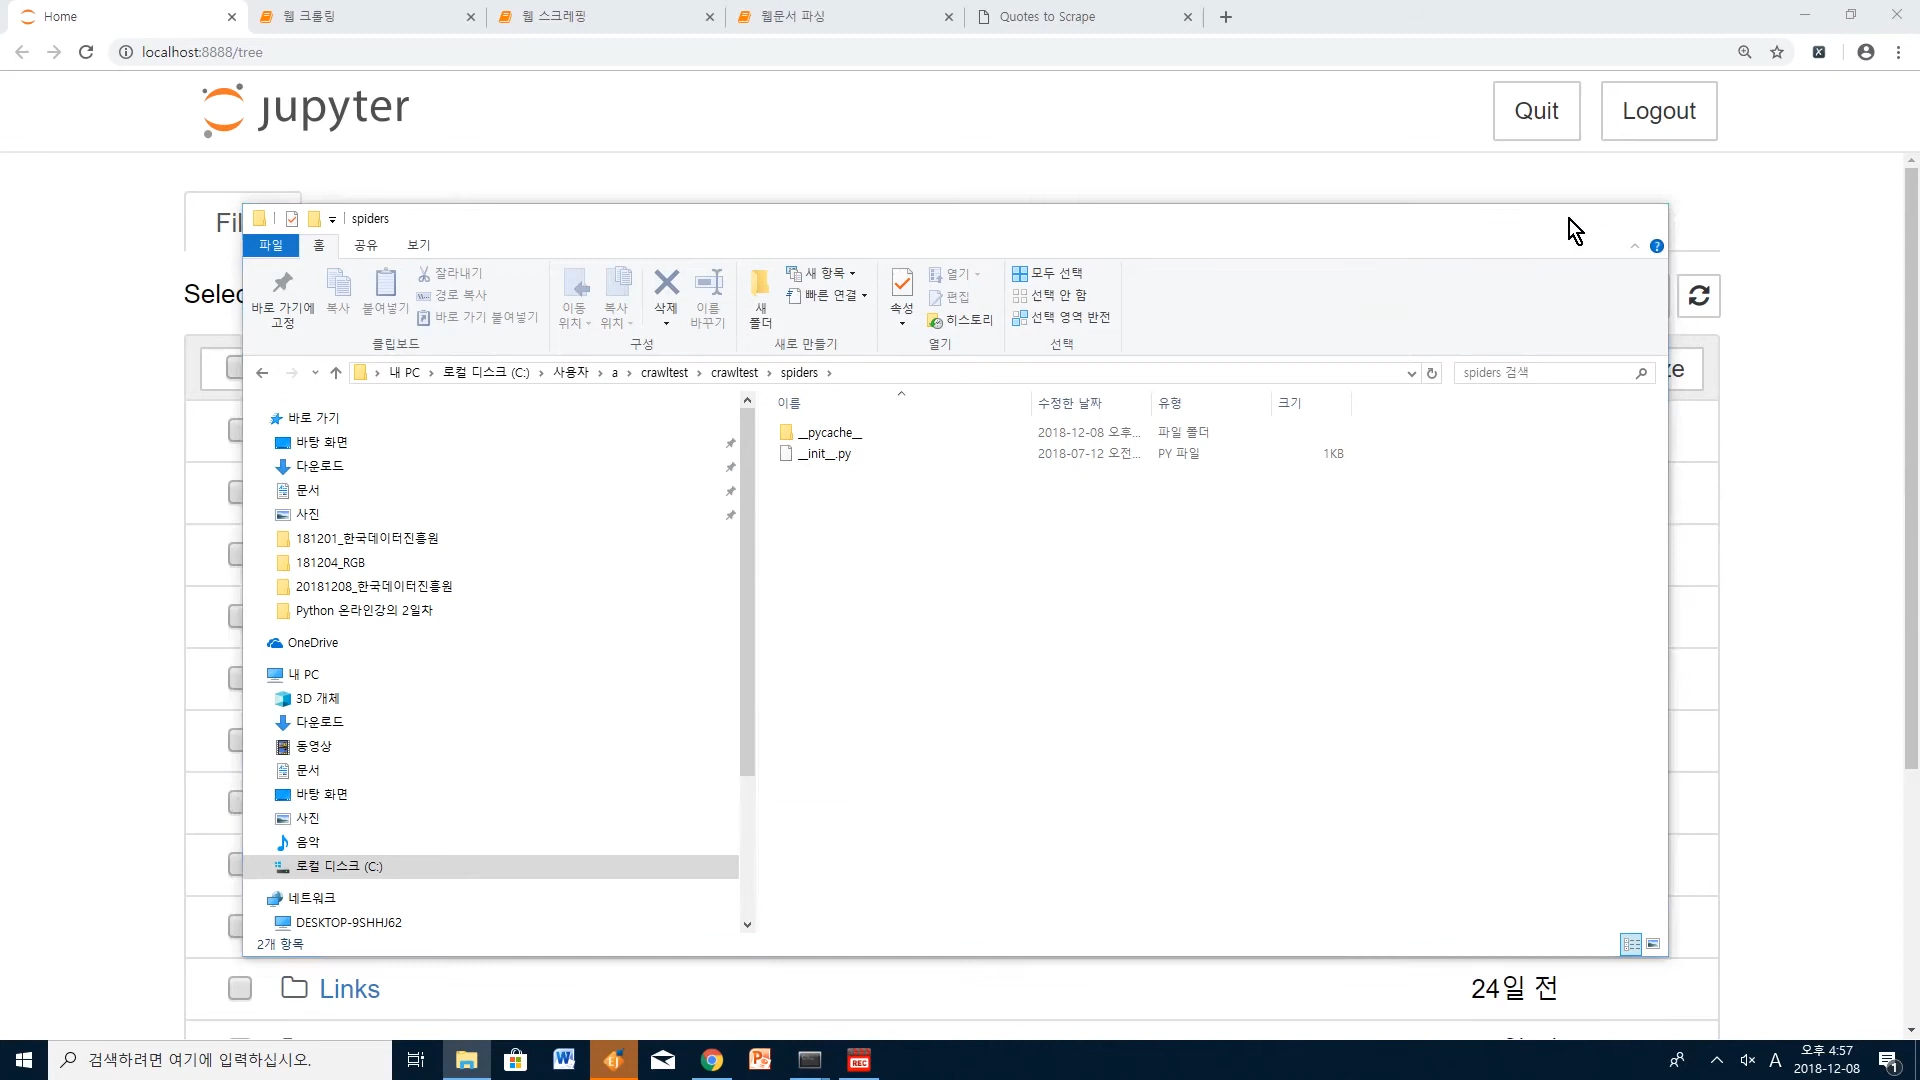 Home
웹 크롤링
웹 스크레핑
웹문서 파싱
Quotes to Scrape
localhost:8888/tree
jupyter
Quit
Logout
spiders
파일
홈
공유
보기
바로 가기에
고정
복사
붙여넣기
잘라내기
경로 복사
바로 가기 붙여넣기
클립보드
이동
위치
복사
위치
삭제
이름
바꾸기
구성
새
폴더
새 항목
빠른 연결
새로 만들기
속성
열기
편집
히스토리
열기
모두 선택
선택 안 함
선택 영역 반전
선택
내 PC > 로컬 디스크 (C:) > 사용자 > a > crawltest > crawltest > spiders >
spiders 검색
이름
수정한 날짜
유형
크기
__pycache__
2018-12-08 오후...
파일 폴더
__init__.py
2018-07-12 오전...
PY 파일
1KB
바로 가기
바탕 화면
다운로드
문서
사진
181201_한국데이터진흥원
181204_RGB
20181208_한국데이터진흥원
Python 온라인강의 2일차
OneDrive
내 PC
3D 개체
다운로드
동영상
문서
바탕 화면
사진
음악
로컬 디스크 (C:)
네트워크
DESKTOP-9SHHJ62
2개 항목
Links
24일 전
검색하려면 여기에 입력하십시오.
REC
A
오후 4:57
2018-12-08
1